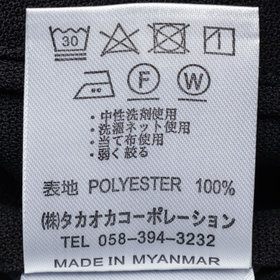 30
F W
・中性洗剤使用
・洗濯ネット使用
・当て布使用
・弱く絞る
表地 POLYESTER 100%
(株)タカオカコーポレーション
TEL 058-394-3232
MADE IN MYANMAR